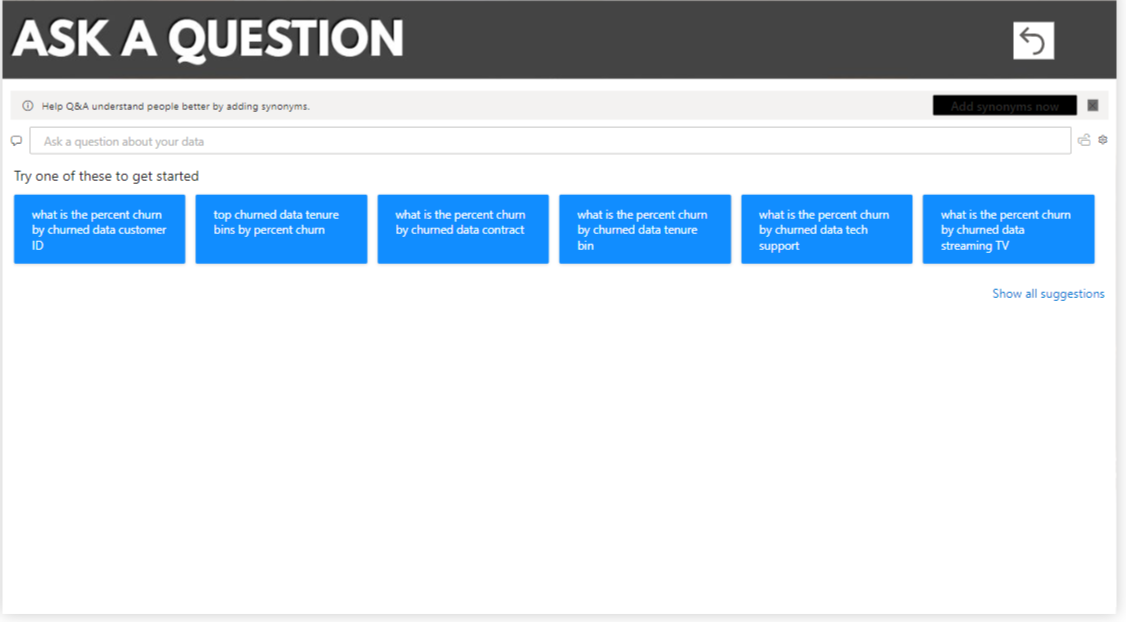 ASK A QUESTION
Help Q&A understand people better by adding synonyms.
Add synonyms now
Ask a question about your data
Try one of these to get started
what is the percent churn
by churned data customer
ID
top churned data tenure
bins by percent churn
what is the percent churn
by churned data contract
what is the percent churn
by churned data tenure
bin
what is the percent churn
by churned data tech
support
what is the percent churn
by churned data
streaming TV
Show all suggestions